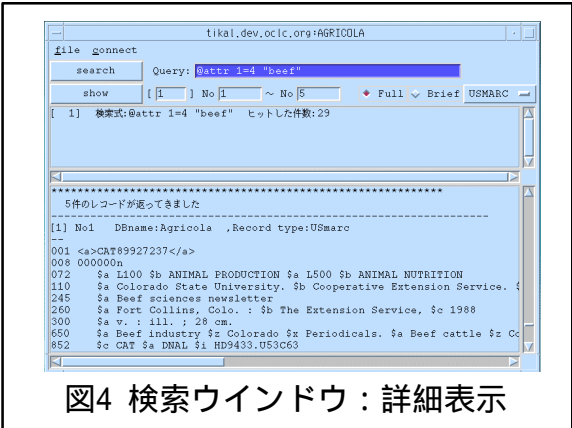 tikal.dev.oclc.org:AGRICOLA
file connect
search Query: @attr 1=4 "beef"
show [ 1 ] No 1 ~ No 5 Full Brief USMARC
[ 1] 検索式:@attr 1=4 "beef" ヒットした件数:29
************************************************************
5件のレコードが返ってきました
-------------------------------------------------------------------
[1] No1 DBname:Agricola ,Record type:USmarc
--
001 <a>CAT89927237</a>
008 000000n
072 $a L100 $b ANIMAL PRODUCTION $a L500 $b ANIMAL NUTRITION
110 $a Colorado State University. $b Cooperative Extension Service. $
245 $a Beef sciences newsletter
260 $a Fort Collins, Colo. : $b The Extension Service, $c 1988
300 $a v. : ill. ; 28 cm.
650 $a Beef industry $z Colorado $x Periodicals. $a Beef cattle $z Co
852 $c CAT $a DNAL $i HD9433.U53C63
図4 検索ウインドウ：詳細表示